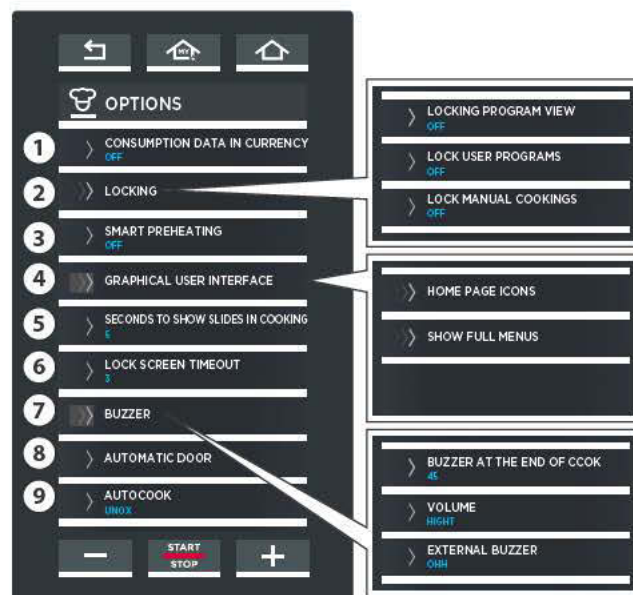 MY
OPTIONS
1 CONSUMPTION DATA IN CURRENCY
OFF
2 LOCKING
3 SMART PREHEATING
OFF
4 GRAPHICAL USER INTERFACE
5 SECONDS TO SHOW SLIDES IN COOKING
5
6 LOCK SCREEN TIMEOUT
3
7 BUZZER
8 AUTOMATIC DOOR
9 AUTOCOOK
UNOX
START
STOP
LOCKING PROGRAM VIEW
OFF
LOCK USER PROGRAMS
OFF
LOCK MANUAL COOKINGS
OFF
HOME PAGE ICONS
SHOW FULL MENUS
BUZZER AT THE END OF CCOK
45
VOLUME
HIGHT
EXTERNAL BUZZER
OHH